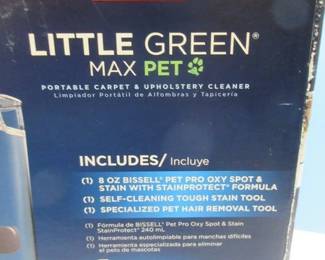 LITTLE GREEN®
MAX PET
PORTABLE CARPET & UPHOLSTERY CLEANER
Limpiador Portátil de Alfombras y Tapicería
INCLUDES/ Incluye
(1) 8 OZ BISSELL® PET PRO OXY SPOT &
STAIN WITH STAINPROTECT® FORMULA
(1) SELF-CLEANING TOUGH STAIN TOOL
(1) SPECIALIZED PET HAIR REMOVAL TOOL
(1) Fórmula de BISSELL® Pet Pro Oxy Spot & Stain
StainProtect® 240 mL
(1) Herramienta autolimpiable para manchas difíciles
(1) Herramienta especializada para eliminar
el pelo de mascotas